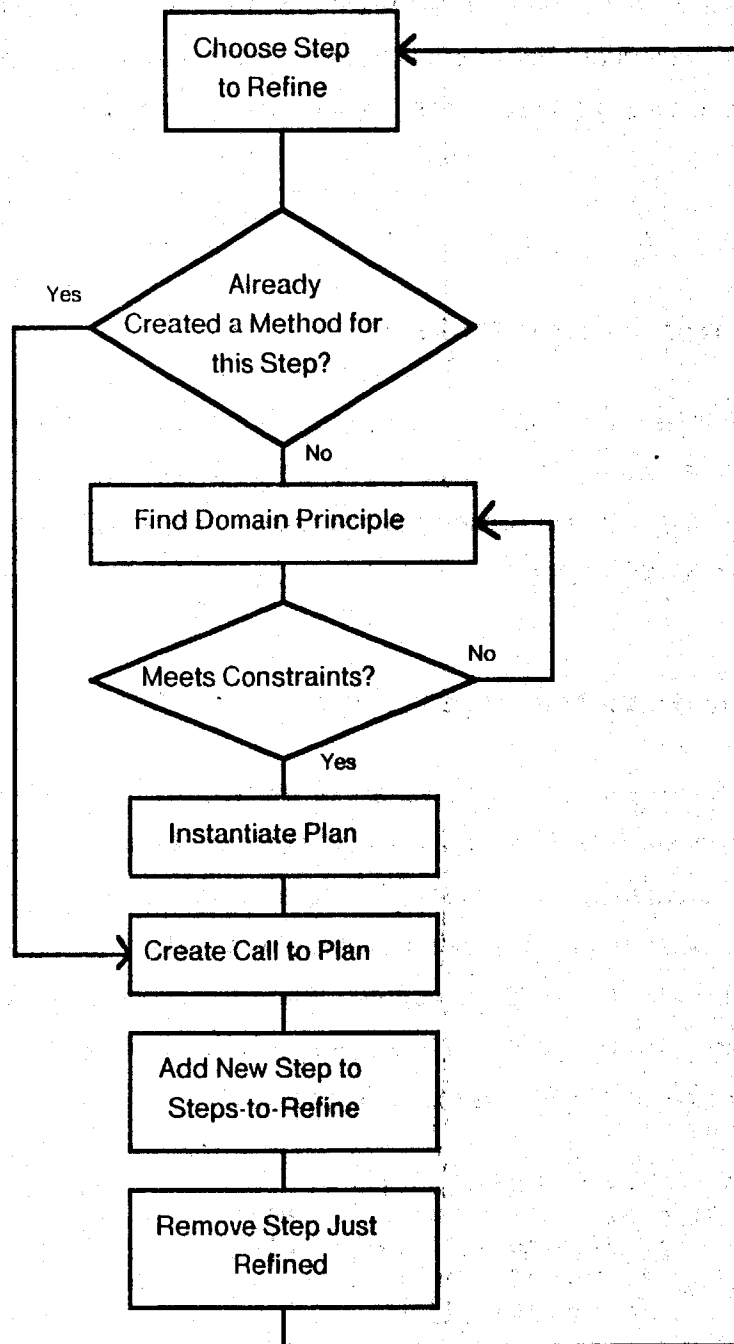 Choose Step
to Refine
Already
Yes
Created a Method for
this Step?
No
Find Domain Principle
No
Meets Constraints?
Yes
Instantiate Plan
Create Call to Plan
Add New Step to
Steps-to-Refine
Remove Step Just
Refined